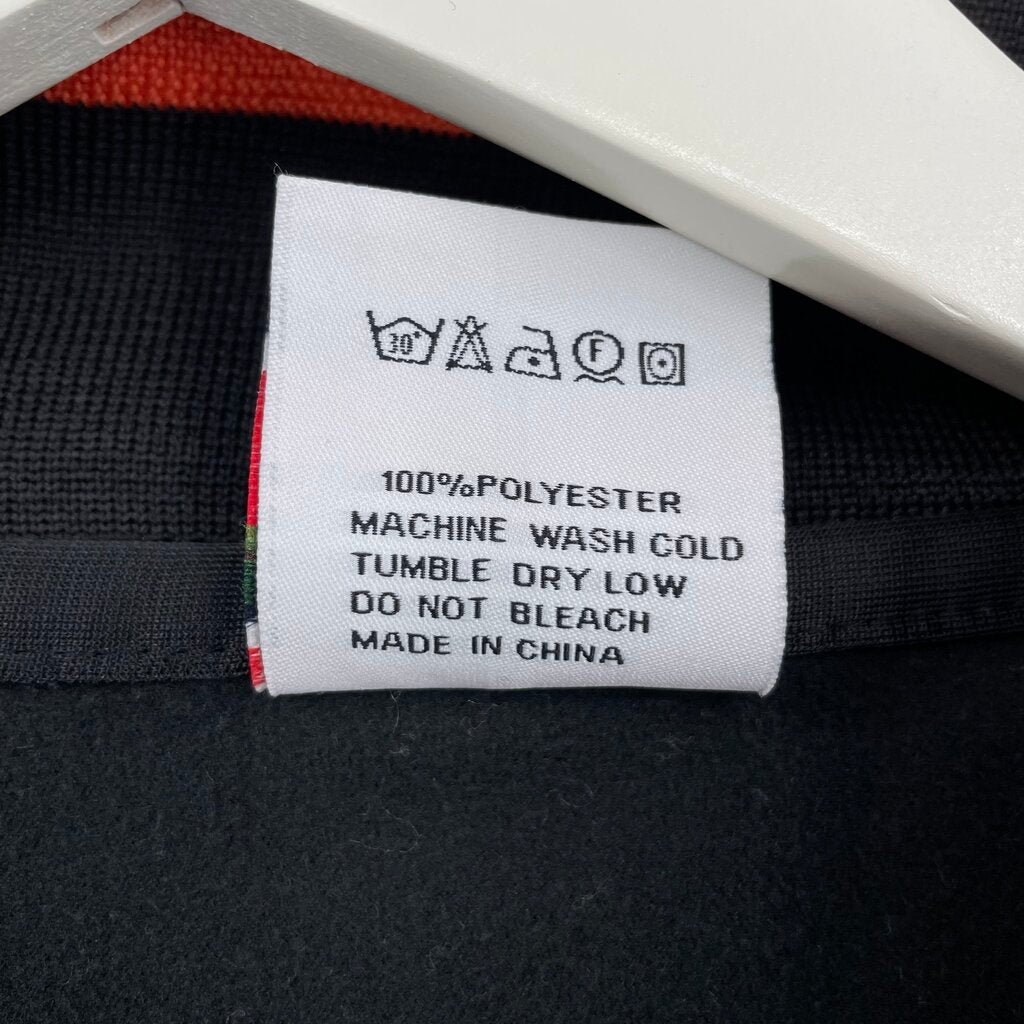 30°
F
100%POLYESTER
MACHINE WASH COLD
TUMBLE DRY LOW
DO NOT BLEACH
MADE IN CHINA